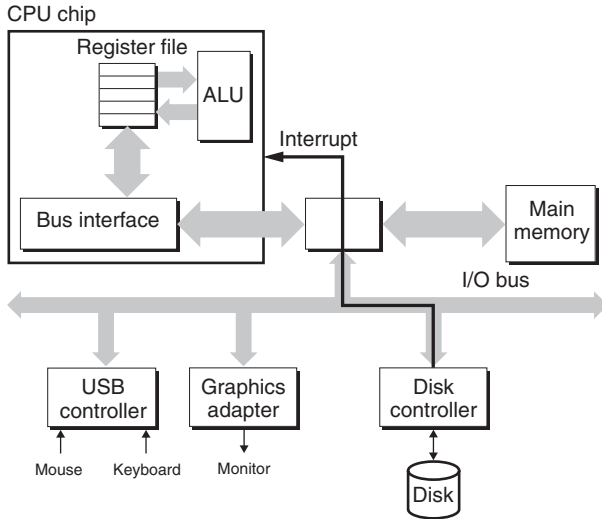 CPU chip
Register file
ALU
Interrupt
Bus interface
Main
memory
I/O bus
USB
controller
Graphics
adapter
Disk
controller
Mouse
Keyboard
Monitor
Disk